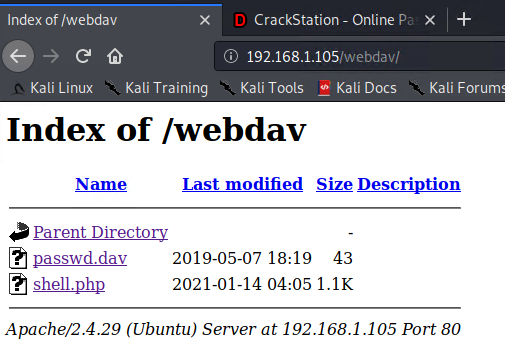 Index of /webdav
CrackStation - Online Pa
192.168.1.105/webdav/
Kali Linux Kali Training Kali Tools Kali Docs Kali Forums
Index of /webdav
Name Last modified Size Description
Parent Directory -
passwd.dav 2019-05-07 18:19 43
shell.php 2021-01-14 04:05 1.1K
Apache/2.4.29 (Ubuntu) Server at 192.168.1.105 Port 80